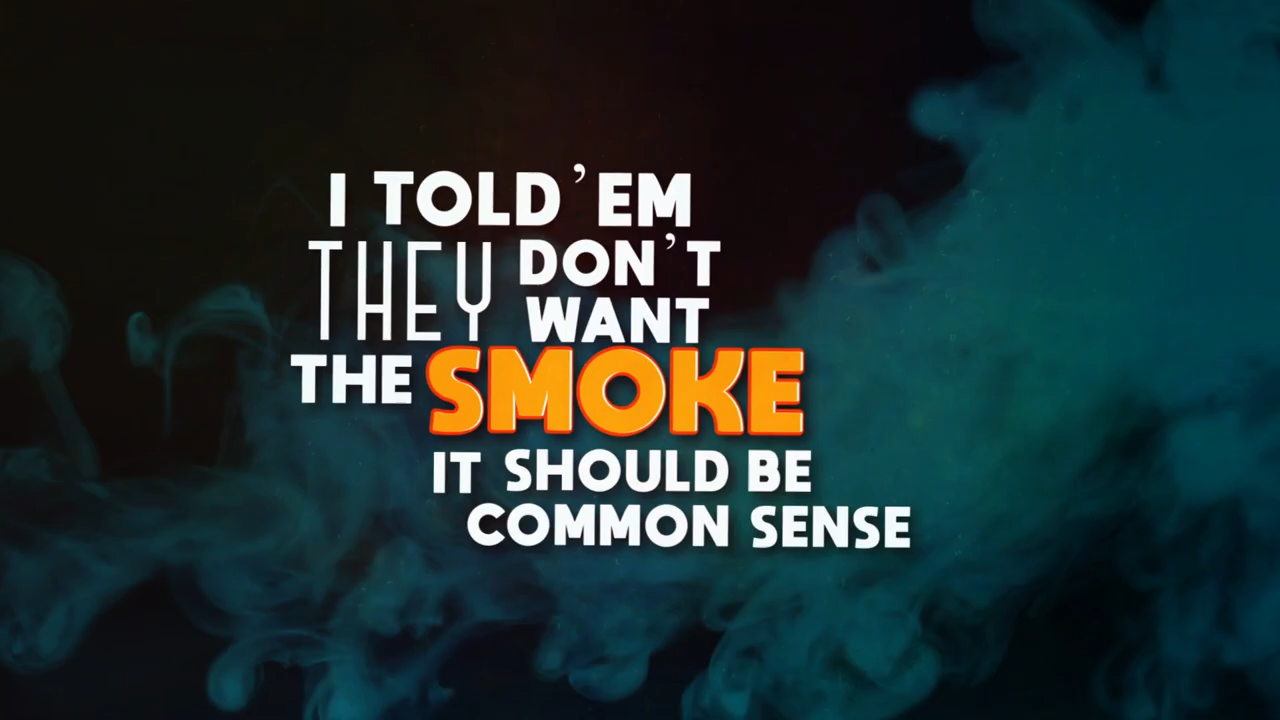 I TOLD 'EM
THEY DON'T
WANT
THE SMOKE
IT SHOULD BE
COMMON SENSE